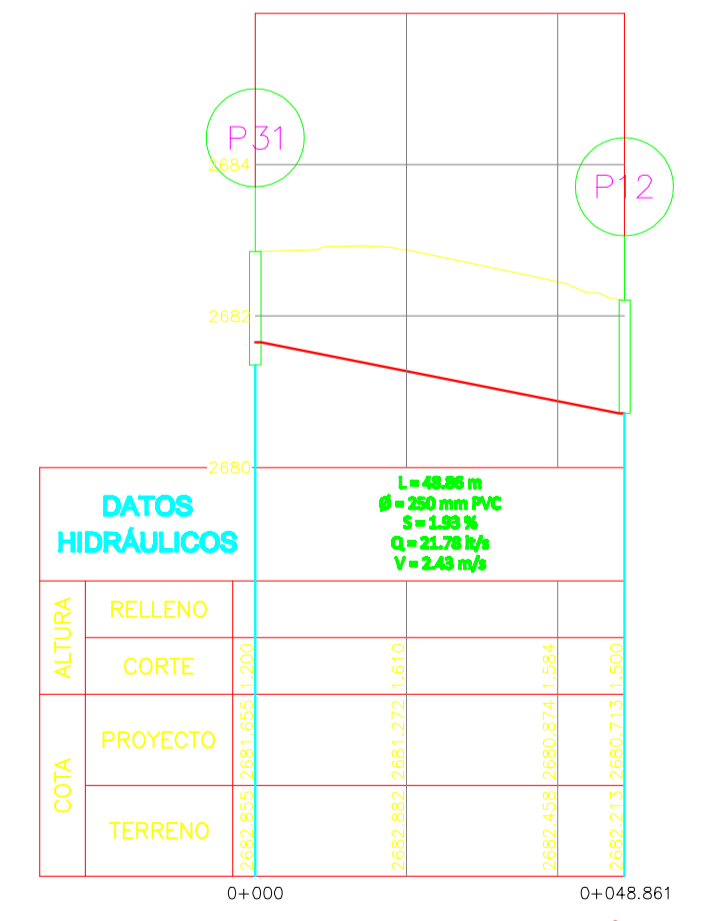 P31
2684
P12
2682
2680
DATOS
HIDRÁULICOS
L = 48.86 m
Ø = 250 mm PVC
S = 1.93 %
Q = 21.78 lt/s
V = 2.43 m/s
ALTURA
RELLENO
CORTE
1.200
1.610
1.584
1.500
COTA
PROYECTO
2681.655
2681.272
2680.874
2680.713
TERRENO
2682.855
2682.882
2682.458
2682.213
0+000
0+048.861